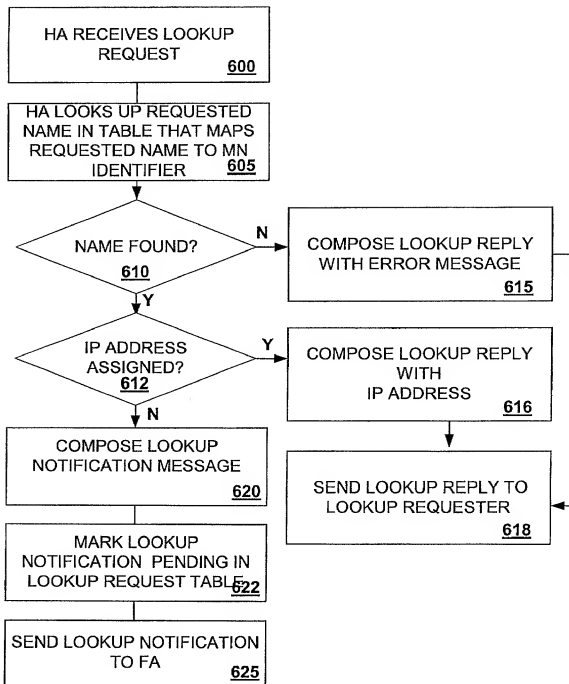 HA RECEIVES LOOKUP
REQUEST
600
HA LOOKS UP REQUESTED
NAME IN TABLE THAT MAPS
REQUESTED NAME TO MN
IDENTIFIER
605
NAME FOUND?
610
N
Y
COMPOSE LOOKUP REPLY
WITH ERROR MESSAGE
615
IP ADDRESS
ASSIGNED?
612
Y
N
COMPOSE LOOKUP REPLY
WITH
IP ADDRESS
616
COMPOSE LOOKUP
NOTIFICATION MESSAGE
620
SEND LOOKUP REPLY TO
LOOKUP REQUESTER
618
MARK LOOKUP
NOTIFICATION PENDING IN
LOOKUP REQUEST TABLE
622
SEND LOOKUP NOTIFICATION
TO FA
625